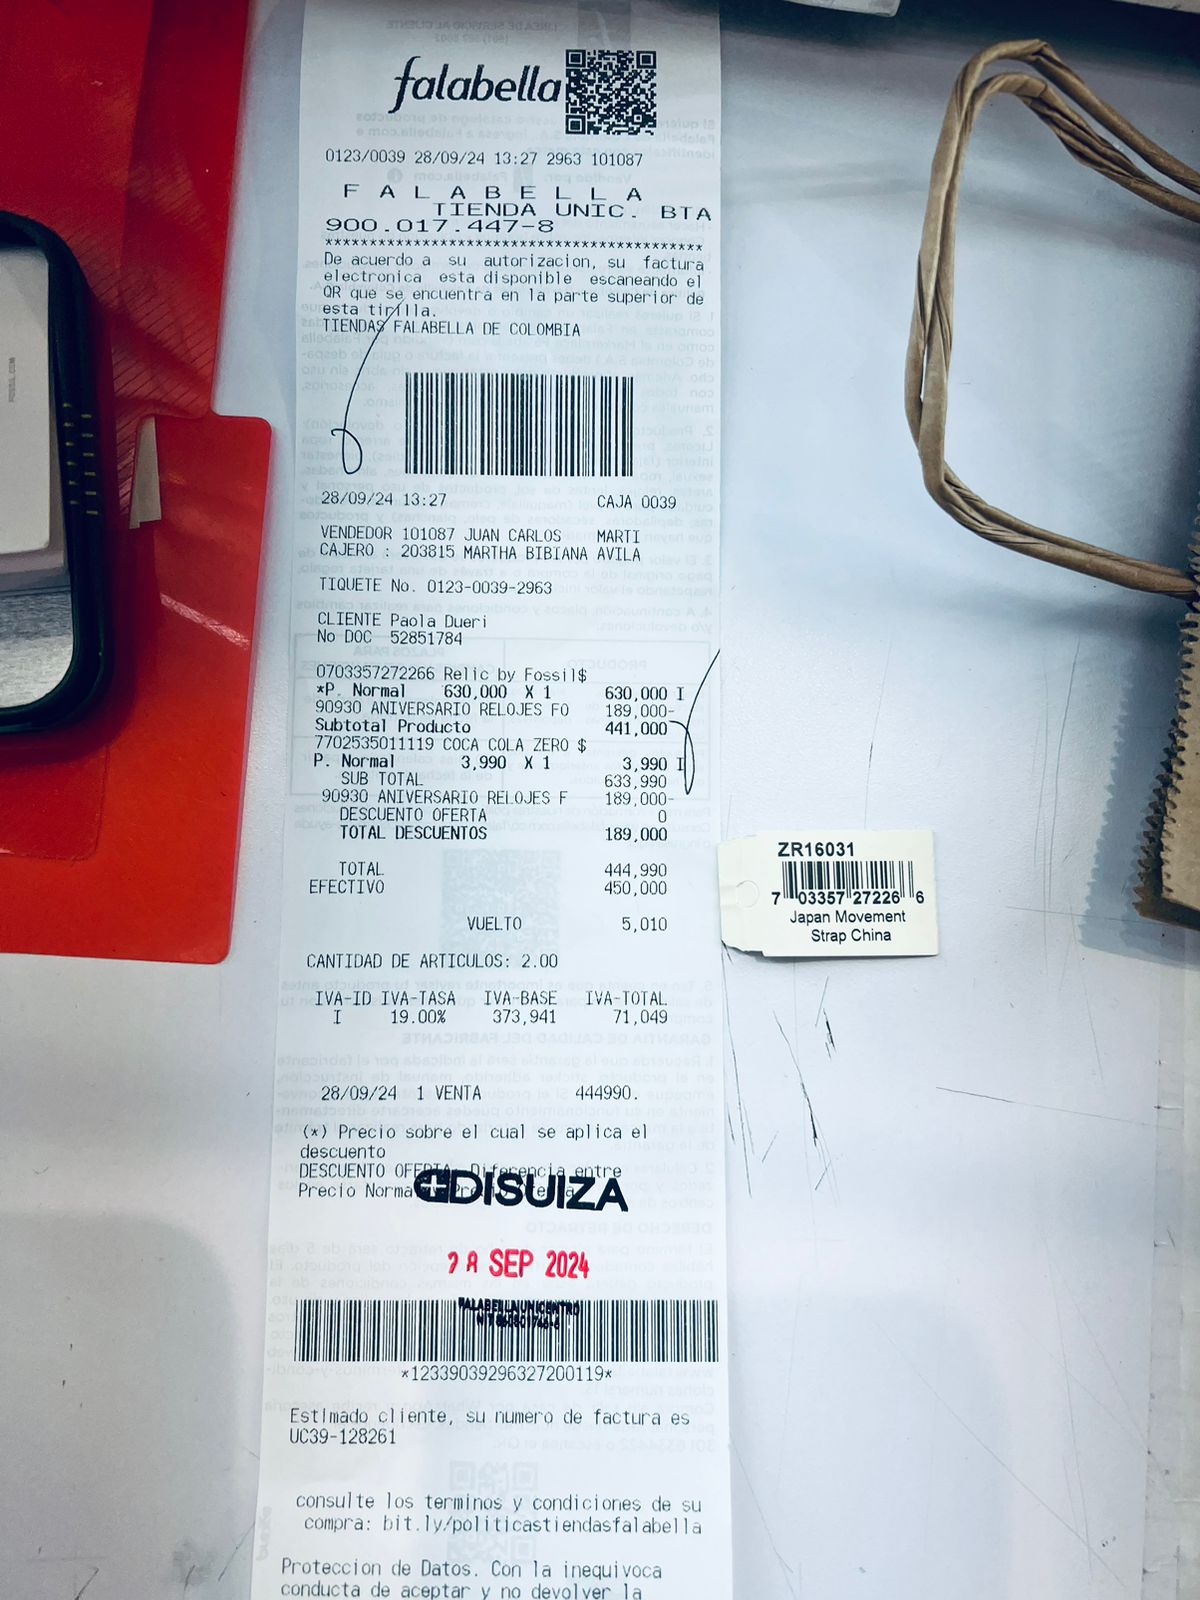 falabella
0123/0039 28/09/24 13:27 2963 101087
F A L A B E L L A
TIENDA UNIC. BTA
900.017.447-8
******************************************
De acuerdo a su autorizacion, su factura
electronica esta disponible escaneando el
QR que se encuentra en la parte superior de
esta tirilla.
TIENDAS FALABELLA DE COLOMBIA
28/09/24 13:27 CAJA 0039
VENDEDOR 101087 JUAN CARLOS MARTI
CAJERO : 203815 MARTHA BIBIANA AVILA
TIQUETE No. 0123-0039-2963
CLIENTE Paola Dueri
No DOC 52851784
0703357272266 Relic by Fossil$
*P. Normal 630,000 X 1 630,000 I
90930 ANIVERSARIO RELOJES FO 189,000-
Subtotal Producto 441,000
7702535011119 COCA COLA ZERO $
P. Normal 3,990 X 1 3,990 I
SUB TOTAL 633,990
90930 ANIVERSARIO RELOJES F 189,000-
DESCUENTO OFERTA 0
TOTAL DESCUENTOS 189,000
TOTAL 444,990
EFECTIVO 450,000
VUELTO 5,010
CANTIDAD DE ARTICULOS: 2.00
IVA-ID IVA-TASA IVA-BASE IVA-TOTAL
I 19.00% 373,941 71,049
28/09/24 1 VENTA 444990.
(*) Precio sobre el cual se aplica el
descuento
DESCUENTO OFERTA: Diferencia entre
Precio Norma
DISUIZA
28 SEP 2024
FALABELLA UNICENTRO
*12339039296327200119*
Estimado cliente, su numero de factura es
UC39-128261
consulte los terminos y condiciones de su
compra: bit.ly/politicastiendasfalabella
Proteccion de Datos. Con la inequivoca
conducta de aceptar y no devolver la
ZR16031
7 03357 27226 6
Japan Movement
Strap China